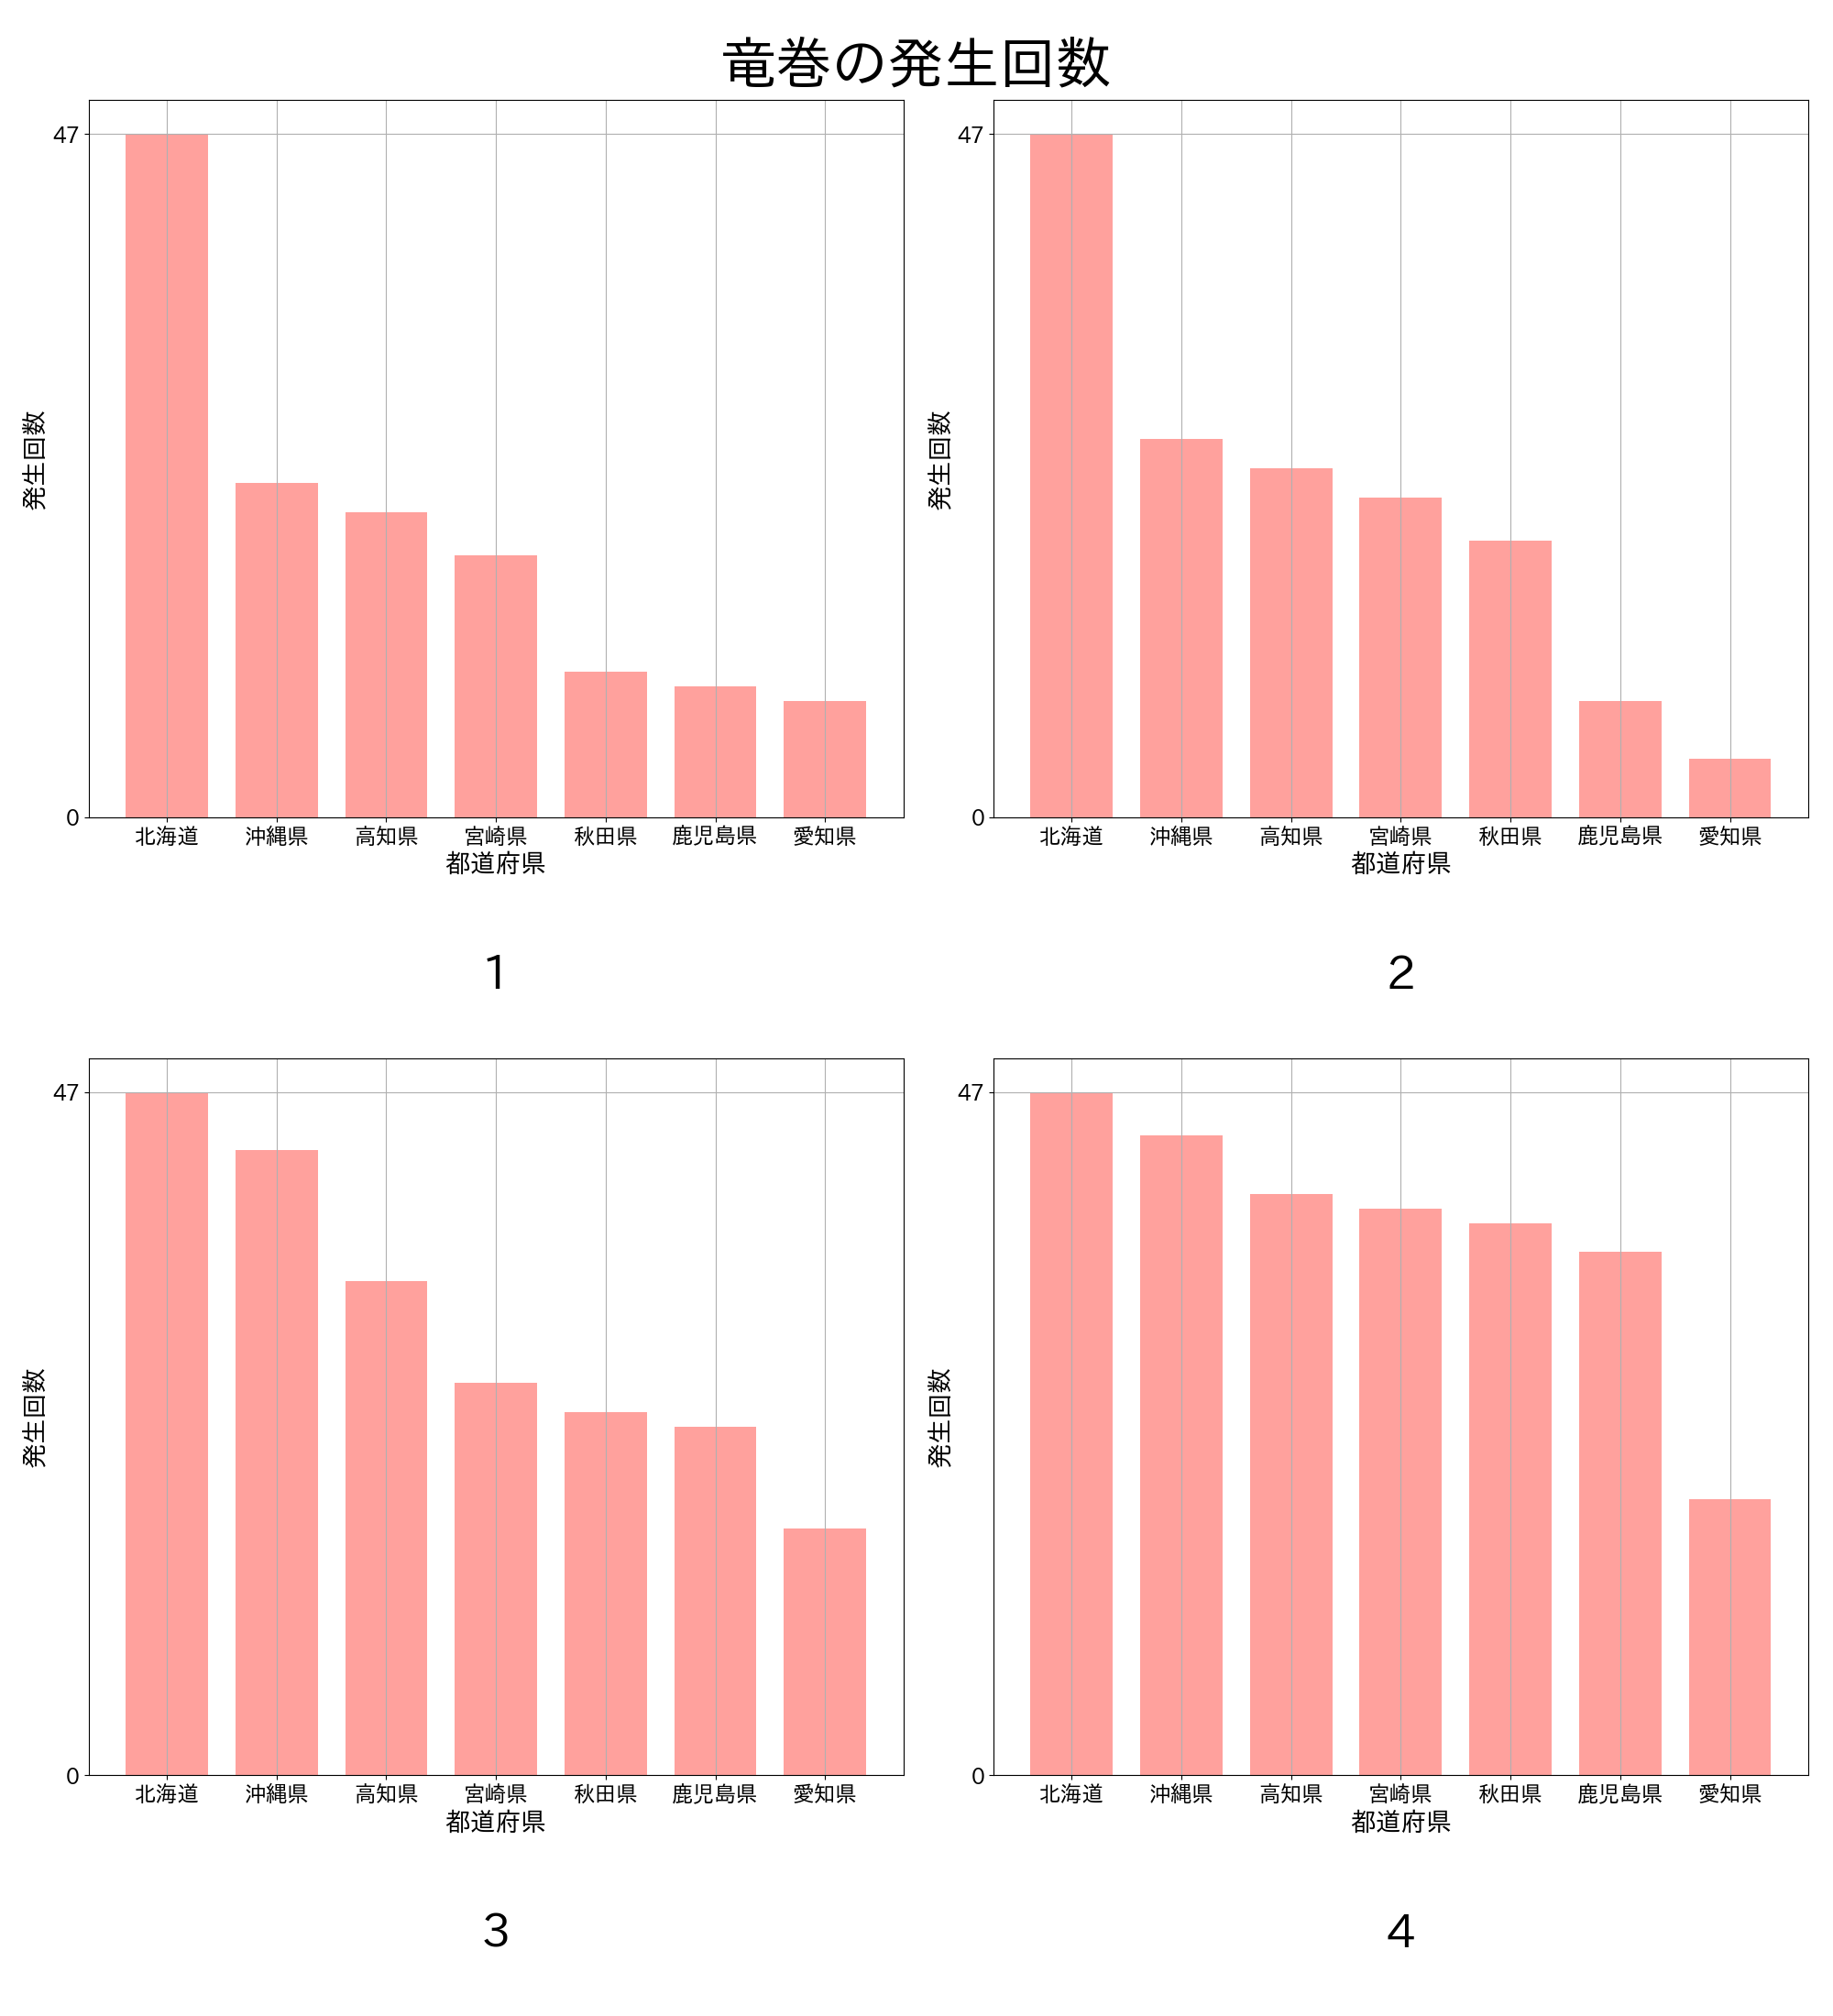 竜巻の発生回数
47
0
発生回数
北海道 沖縄県 高知県 宮崎県 秋田県 鹿児島県 愛知県
都道府県
1
47
0
発生回数
北海道 沖縄県 高知県 宮崎県 秋田県 鹿児島県 愛知県
都道府県
2
47
0
発生回数
北海道 沖縄県 高知県 宮崎県 秋田県 鹿児島県 愛知県
都道府県
3
47
0
発生回数
北海道 沖縄県 高知県 宮崎県 秋田県 鹿児島県 愛知県
都道府県
4